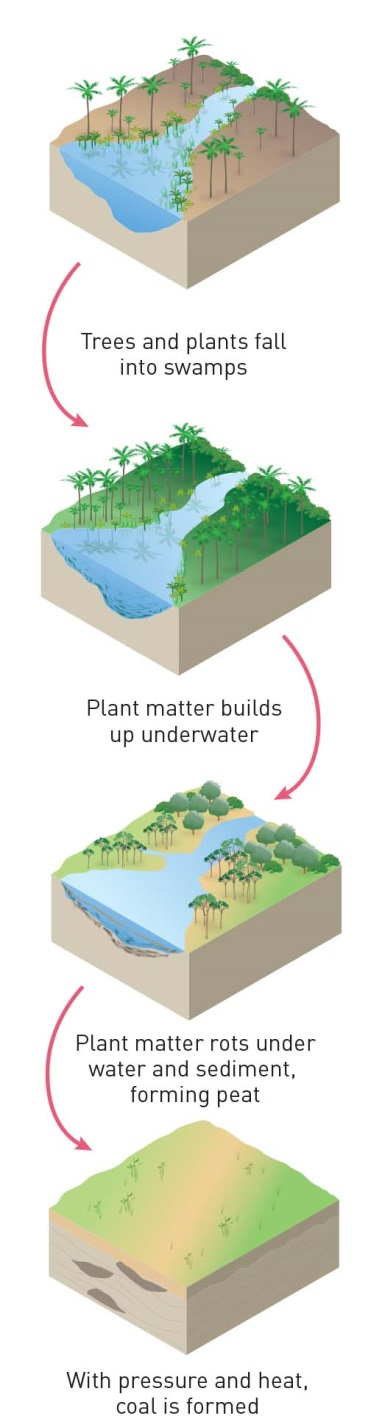 Trees and plants fall
into swamps
Plant matter builds
up underwater
Plant matter rots under
water and sediment,
forming peat
With pressure and heat,
coal is formed